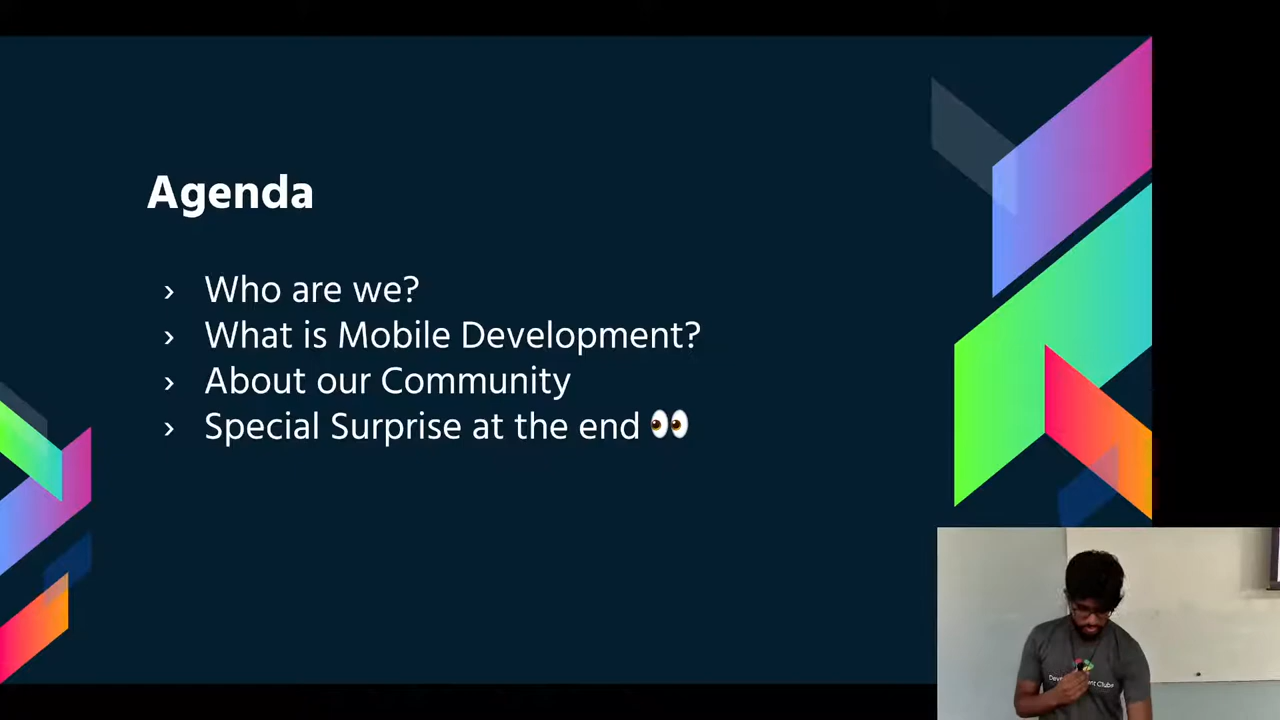 Agenda
› Who are we?
› What is Mobile Development?
› About our Community
› Special Surprise at the end 👀